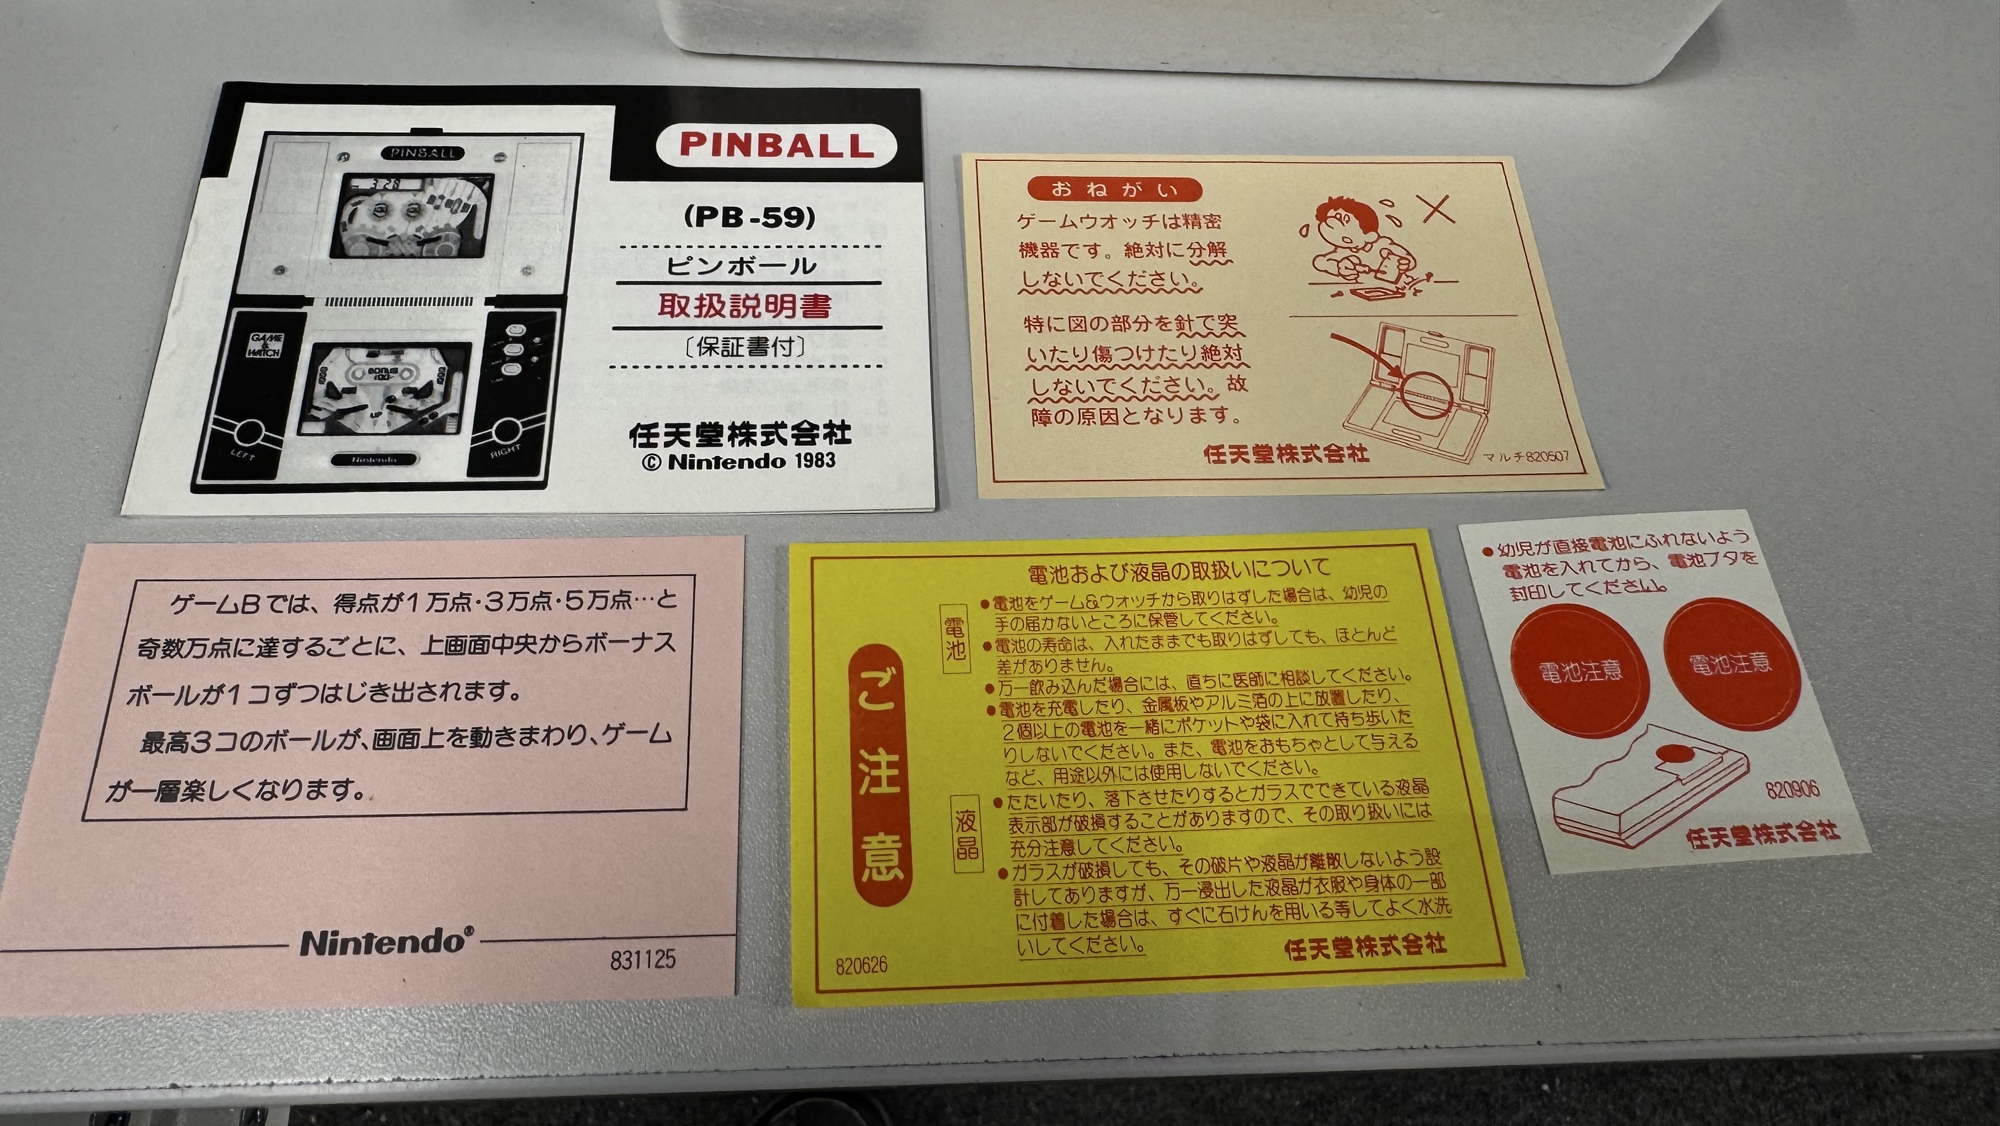 PINBALL
(PB-59)
ピンボール
取扱説明書
〔保証書付〕
任天堂株式会社
© Nintendo 1983
PINBALL
3:28
GAME & WATCH
BONUS
100
UP
LEFT
RIGHT
Nintendo
おねがい
ゲームウオッチは精密
機器です。絶対に分解
しないでください。
特に図の部分を針で突
いたり傷つけたり絶対
しないでください。故
障の原因となります。
任天堂株式会社
マルチ820507
ゲームBでは、得点が1万点・3万点・5万点…と
奇数万点に達するごとに、上画面中央からボーナス
ボールが1コずつはじき出されます。
最高3コのボールが、画面上を動きまわり、ゲーム
が一層楽しくなります。
Nintendo®
831125
ご注意
電池および液晶の取扱いについて
電池
●電池をゲーム&ウオッチから取りはずした場合は、幼児の
手の届かないところに保管してください。
●電池の寿命は、入れたままでも取りはずしても、ほとんど
差がありません。
●万一飲み込んだ場合には、直ちに医師に相談してください。
●電池を充電したり、金属板やアルミ箔の上に放置したり、
2個以上の電池を一緒にポケットや袋に入れて持ち歩いた
りしないでください。また、電池をおもちゃとして与える
など、用途以外には使用しないでください。
液晶
●たたいたり、落下させたりするとガラスでできている液晶
表示部が破損することがありますので、その取り扱いには
充分注意してください。
●ガラスが破損しても、その破片や液晶が離散しないよう設
計してありますが、万一浸出した液晶が衣服や身体の一部
に付着した場合は、すぐに石けんを用いる等してよく水洗
いしてください。
任天堂株式会社
820626
●幼児が直接電池にふれないよう
電池を入れてから、電池ブタを
封印してください。
電池注意
電池注意
820906
任天堂株式会社